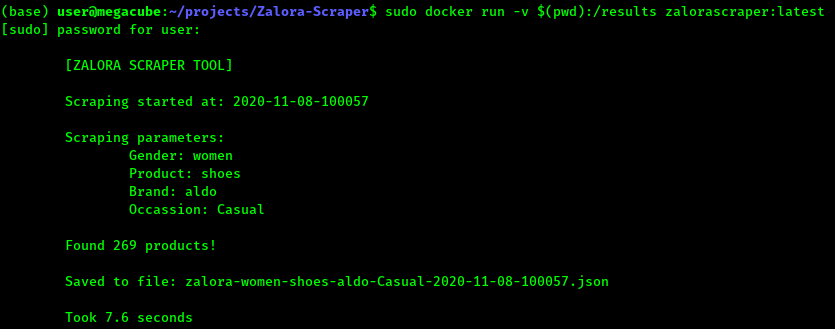 (base) user@megacube:~/projects/Zalora-Scraper$ sudo docker run -v $(pwd):/results zalorascraper:latest
[sudo] password for user:
[ZALORA SCRAPER TOOL]
Scraping started at: 2020-11-08-100057
Scraping parameters:
Gender: women
Product: shoes
Brand: aldo
Occassion: Casual
Found 269 products!
Saved to file: zalora-women-shoes-aldo-Casual-2020-11-08-100057.json
Took 7.6 seconds